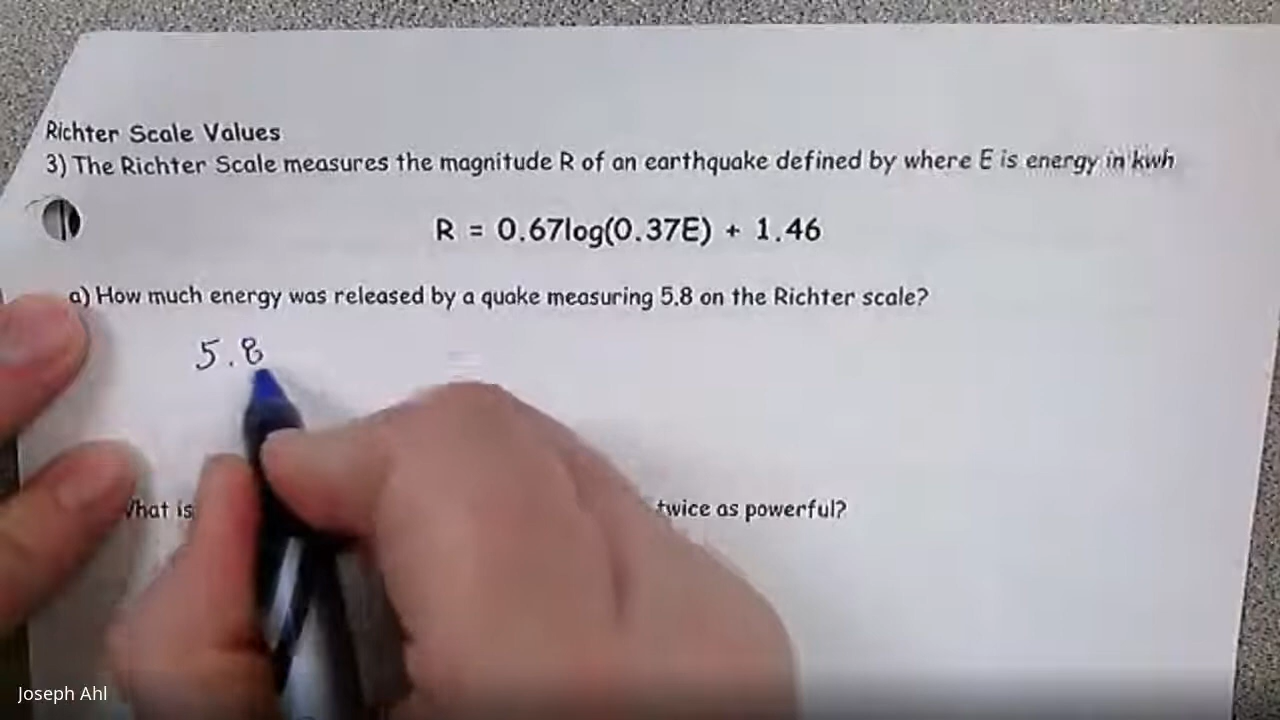 Richter Scale Values
3) The Richter Scale measures the magnitude R of an earthquake defined by where E is energy in kwh
R = 0.67log(0.37E) + 1.46
a) How much energy was released by a quake measuring 5.8 on the Richter scale?
5.8
is twice as powerful?
Joseph Ahl